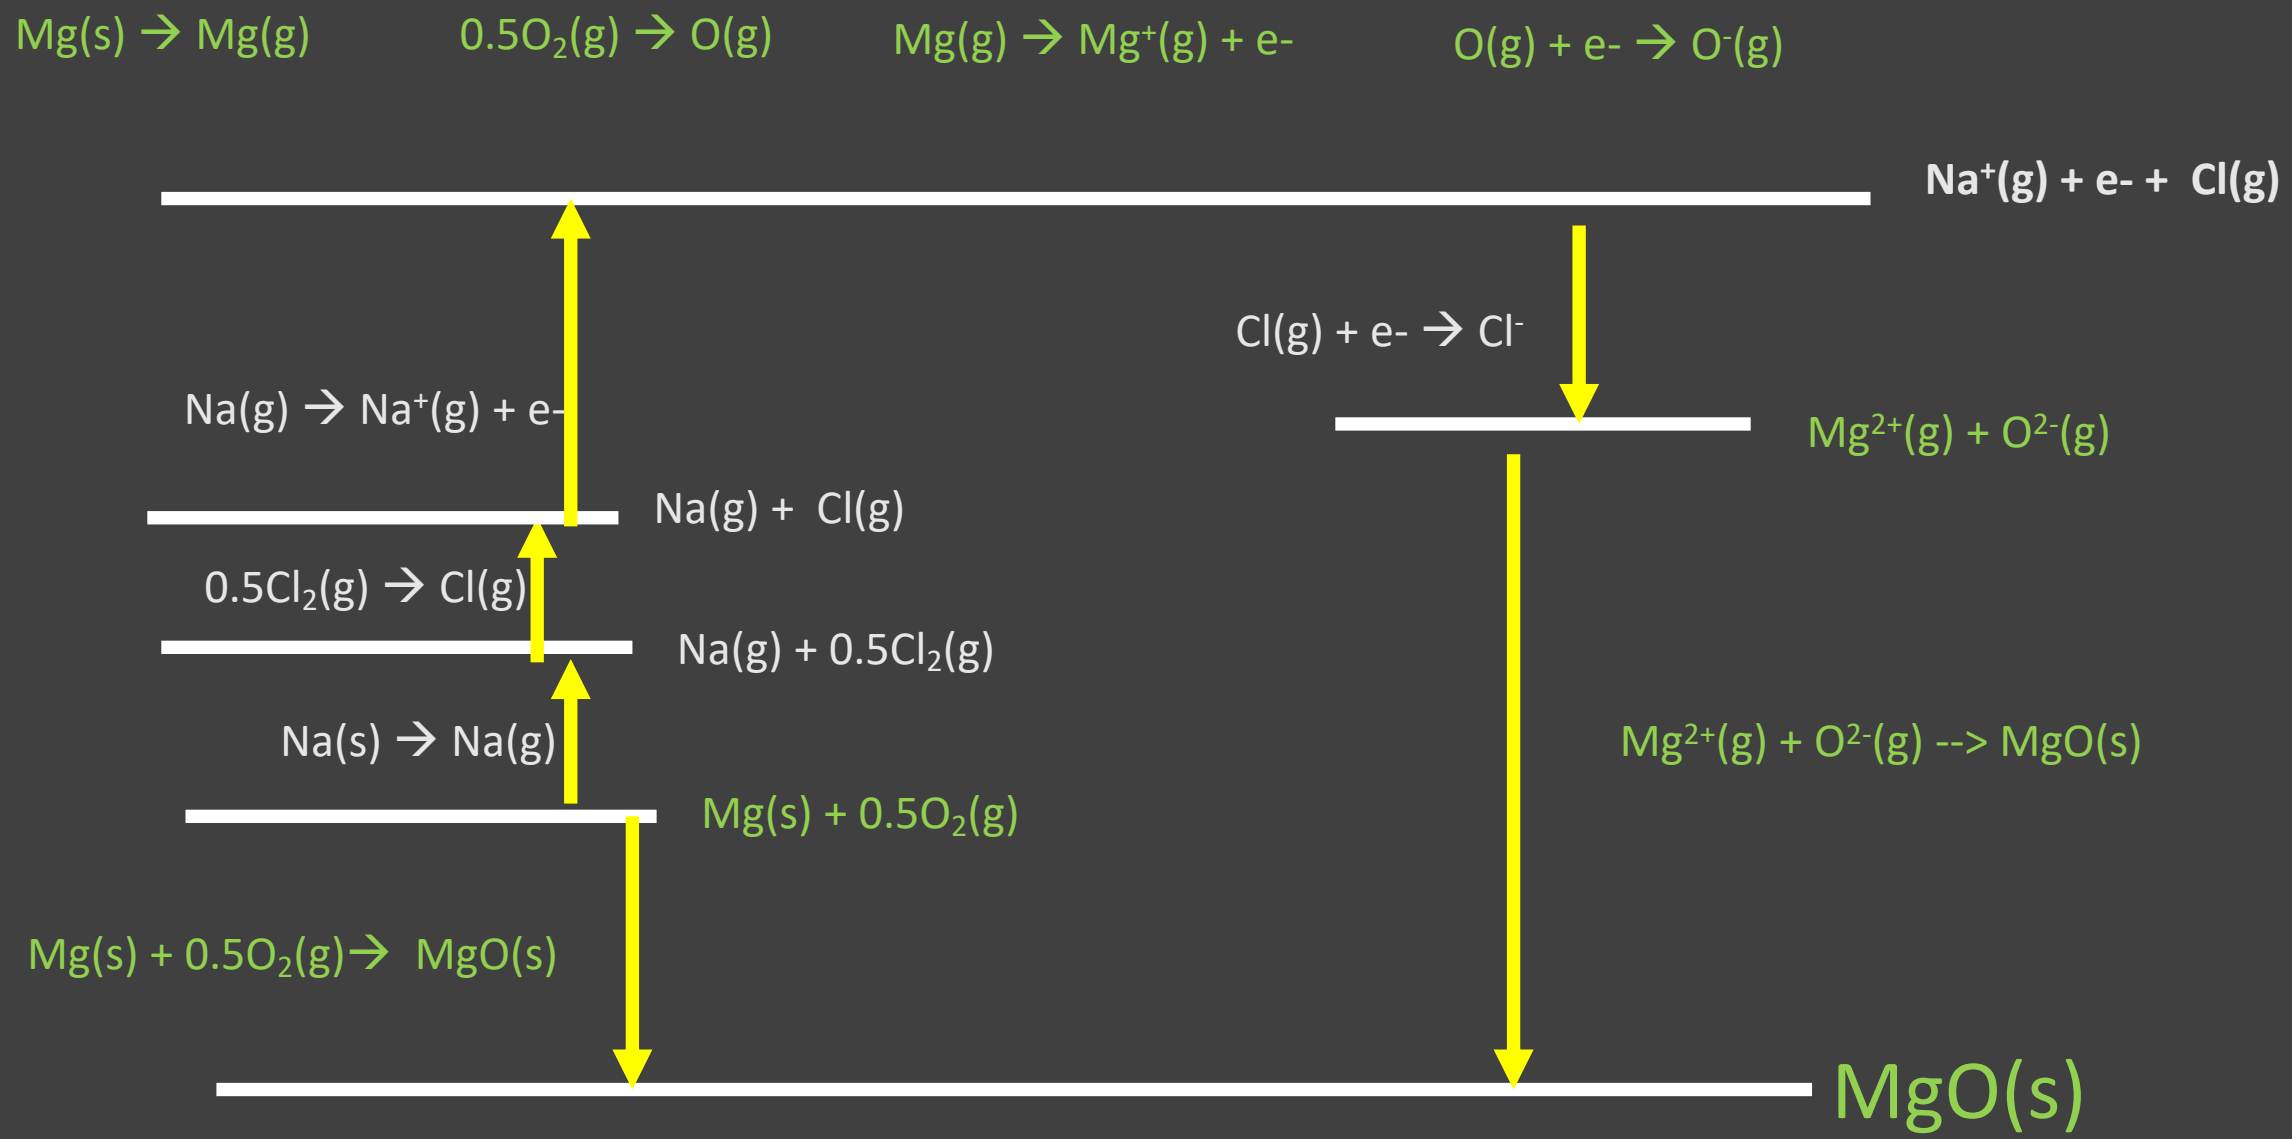 Mg(s) → Mg(g)
0.5O₂(g) → O(g)
Mg(g) → Mg⁺(g) + e-
O(g) + e- → O⁻(g)
Na⁺(g) + e- + Cl(g)
Cl(g) + e- → Cl⁻
Na(g) → Na⁺(g) + e-
Mg²⁺(g) + O²⁻(g)
Na(g) + Cl(g)
0.5Cl₂(g) → Cl(g)
Na(g) + 0.5Cl₂(g)
Na(s) → Na(g)
Mg²⁺(g) + O²⁻(g) --> MgO(s)
Mg(s) + 0.5O₂(g)
Mg(s) + 0.5O₂(g)→ MgO(s)
MgO(s)